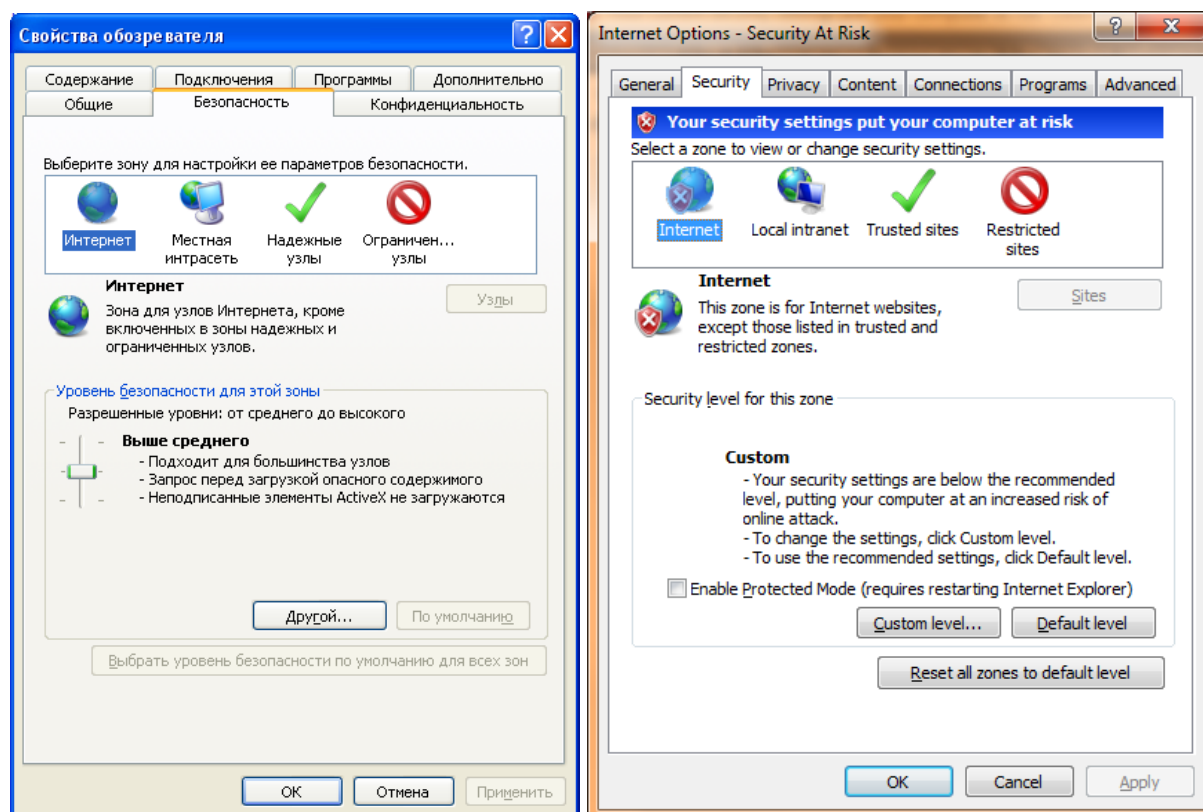 Свойства обозревателя
Содержание Подключения Программы Дополнительно
Общие Безопасность Конфиденциальность
Выберите зону для настройки ее параметров безопасности.
Интернет
Местная
интрасеть
Надежные
узлы
Ограничен...
узлы
Интернет
Зона для узлов Интернета, кроме
включенных в зоны надежных и
ограниченных узлов.
Узлы
Уровень безопасности для этой зоны
Разрешенные уровни: от среднего до высокого
Выше среднего
- Подходит для большинства узлов
- Запрос перед загрузкой опасного содержимого
- Неподписанные элементы ActiveX не загружаются
Другой... По умолчанию
Выбрать уровень безопасности по умолчанию для всех зон
ОК Отмена Применить
Internet Options - Security At Risk
General Security Privacy Content Connections Programs Advanced
Your security settings put your computer at risk
Select a zone to view or change security settings.
Internet
Local intranet
Trusted sites
Restricted
sites
Internet
This zone is for Internet websites,
except those listed in trusted and
restricted zones.
Sites
Security level for this zone
Custom
- Your security settings are below the recommended
level, putting your computer at an increased risk of
online attack.
- To change the settings, click Custom level.
- To use the recommended settings, click Default level.
Enable Protected Mode (requires restarting Internet Explorer)
Custom level... Default level
Reset all zones to default level
OK Cancel Apply